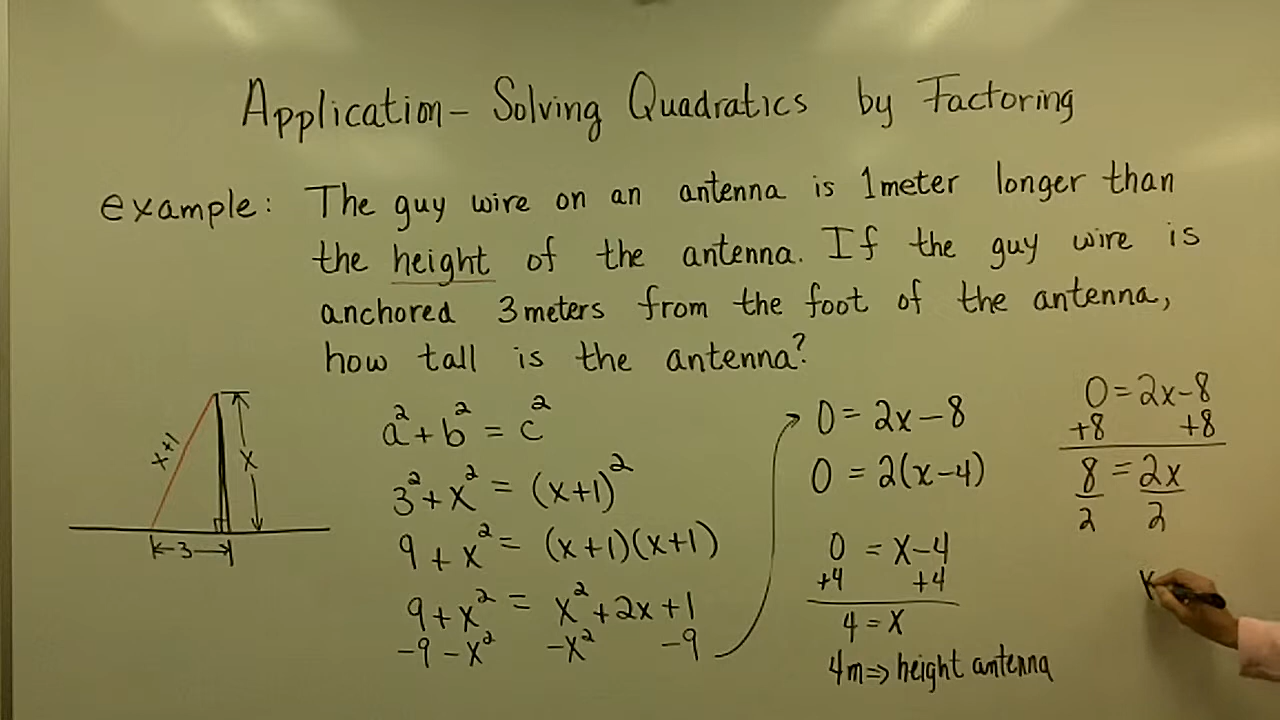 Application - Solving Quadratics by Factoring
example: The guy wire on an antenna is 1 meter longer than
the height of the antenna. If the guy wire is
anchored 3 meters from the foot of the antenna,
how tall is the antenna?
x+1
x
3
a² + b² = c²
3² + x² = (x+1)²
9 + x² = (x+1)(x+1)
9 + x² = x² + 2x + 1
-9 - x² -x² -9
0 = 2x - 8
0 = 2(x-4)
0 = x-4
+4 +4
4 = x
4m ⇒ height antenna
0 = 2x-8
+8 +8
8 = 2x
2 2